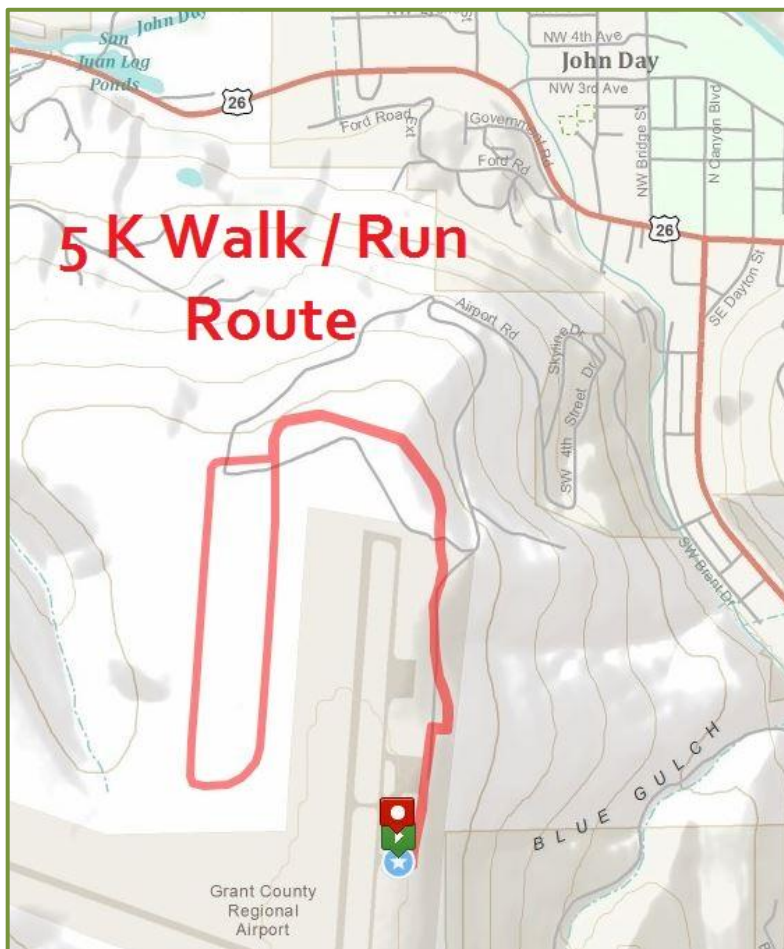 John Day
San
Juan Log
Ponds
26
NW 4th Ave
John Day
NW 3rd Ave
Ford Road
Ext
Government Rd
Ford Rd
NW Bridge St
N Canyon Blvd
26
SE Dayton St
5 K Walk / Run
Route
Airport Rd
Skyline Dr
SW 4th Street Dr
SW Brent Dr
BLUE GULCH
Grant County
Regional
Airport